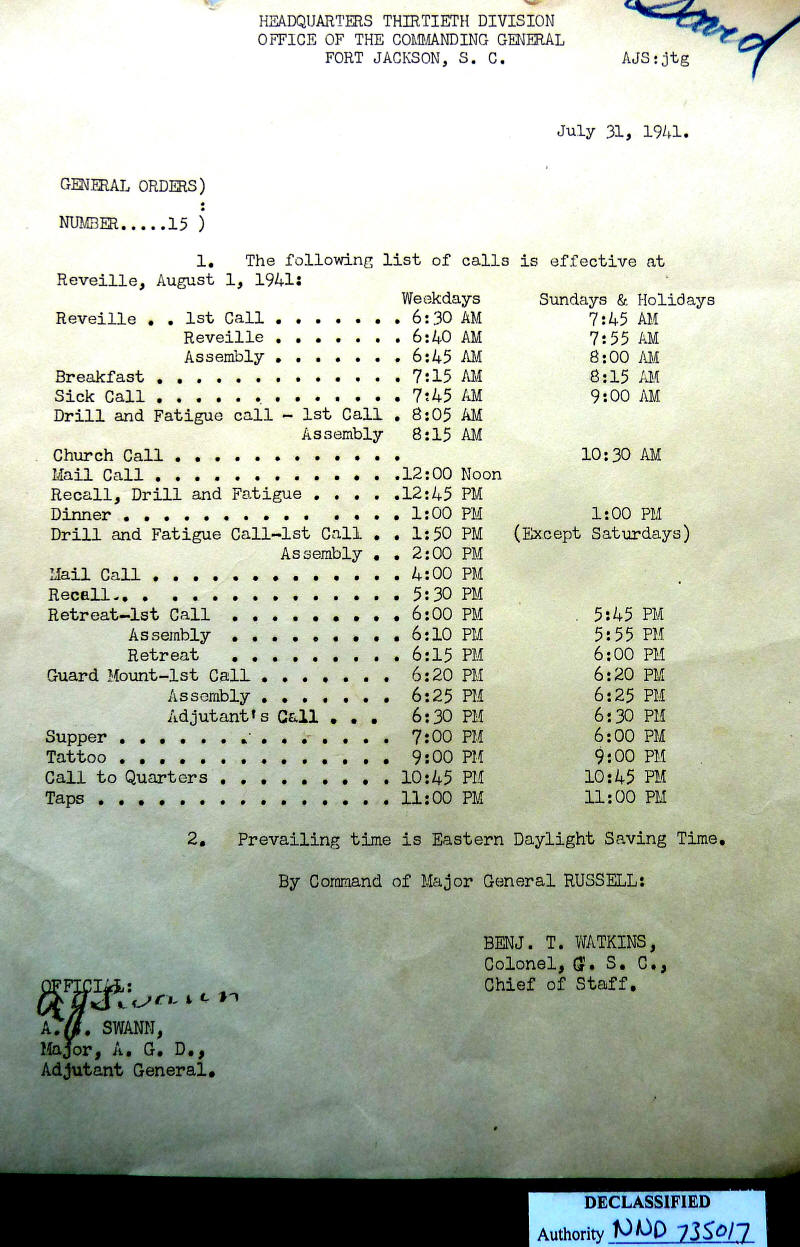 HEADQUARTERS THIRTIETH DIVISION
OFFICE OF THE COMMANDING GENERAL
FORT JACKSON, S. C. AJS:jtg
July 31, 1941.
GENERAL ORDERS)
:
NUMBER.....15 )
1. The following list of calls is effective at
Reveille, August 1, 1941:
Weekdays Sundays & Holidays
Reveille . . 1st Call . . . . . . . 6:30 AM 7:45 AM
Reveille . . . . . . . 6:40 AM 7:55 AM
Assembly . . . . . . . 6:45 AM 8:00 AM
Breakfast . . . . . . . . . . . . . 7:15 AM 8:15 AM
Sick Call . . . . . . . . . . . . . 7:45 AM 9:00 AM
Drill and Fatigue call - 1st Call . 8:05 AM
Assembly 8:15 AM
Church Call . . . . . . . . . . . . 10:30 AM
Mail Call . . . . . . . . . . . . .12:00 Noon
Recall, Drill and Fatigue . . . . .12:45 PM
Dinner . . . . . . . . . . . . . . 1:00 PM 1:00 PM
Drill and Fatigue Call-1st Call . . 1:50 PM (Except Saturdays)
Assembly . . 2:00 PM
Mail Call . . . . . . . . . . . . . 4:00 PM
Recall.. . . . . . . . . . . . . . 5:30 PM
Retreat-1st Call . . . . . . . . . 6:00 PM 5:45 PM
Assembly . . . . . . . . . 6:10 PM 5:55 PM
Retreat . . . . . . . . . 6:15 PM 6:00 PM
Guard Mount-1st Call . . . . . . . 6:20 PM 6:20 PM
Assembly . . . . . . . 6:25 PM 6:25 PM
Adjutant's Call . . . 6:30 PM 6:30 PM
Supper . . . . . . . . . . . . . . 7:00 PM 6:00 PM
Tattoo . . . . . . . . . . . . . . 9:00 PM 9:00 PM
Call to Quarters . . . . . . . . . 10:45 PM 10:45 PM
Taps . . . . . . . . . . . . . . . 11:00 PM 11:00 PM
2. Prevailing time is Eastern Daylight Saving Time.
By Command of Major General RUSSELL:
BENJ. T. WATKINS,
Colonel, G. S. C.,
Chief of Staff.
OFFICIAL:
A. J. SWANN,
Major, A. G. D.,
Adjutant General.
DECLASSIFIED
Authority NND 735017